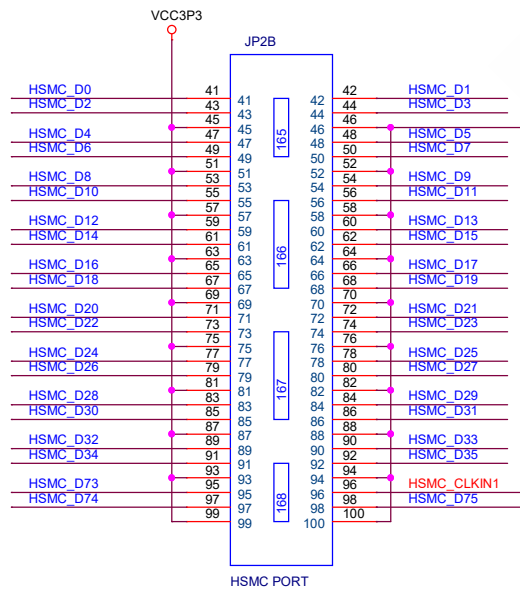 VCC3P3
JP2B
HSMC_D0 41 41 42 42 HSMC_D1
HSMC_D2 43 43 44 44 HSMC_D3
45 45 46 46
165
HSMC_D4 47 47 48 48 HSMC_D5
HSMC_D6 49 49 50 50 HSMC_D7
51 51 52 52
HSMC_D8 53 53 54 54 HSMC_D9
HSMC_D10 55 55 56 56 HSMC_D11
57 57 58 58
HSMC_D12 59 59 60 60 HSMC_D13
HSMC_D14 61 61 62 62 HSMC_D15
63 63 64 64
166
HSMC_D16 65 65 66 66 HSMC_D17
HSMC_D18 67 67 68 68 HSMC_D19
69 69 70 70
HSMC_D20 71 71 72 72 HSMC_D21
HSMC_D22 73 73 74 74 HSMC_D23
75 75 76 76
HSMC_D24 77 77 78 78 HSMC_D25
HSMC_D26 79 79 80 80 HSMC_D27
167
81 81 82 82
HSMC_D28 83 83 84 84 HSMC_D29
HSMC_D30 85 85 86 86 HSMC_D31
87 87 88 88
HSMC_D32 89 89 90 90 HSMC_D33
HSMC_D34 91 91 92 92 HSMC_D35
93 93 94 94
HSMC_D73 95 95 96 96 HSMC_CLKIN1
HSMC_D74 97 97 98 98 HSMC_D75
168
99 99 100 100
HSMC PORT